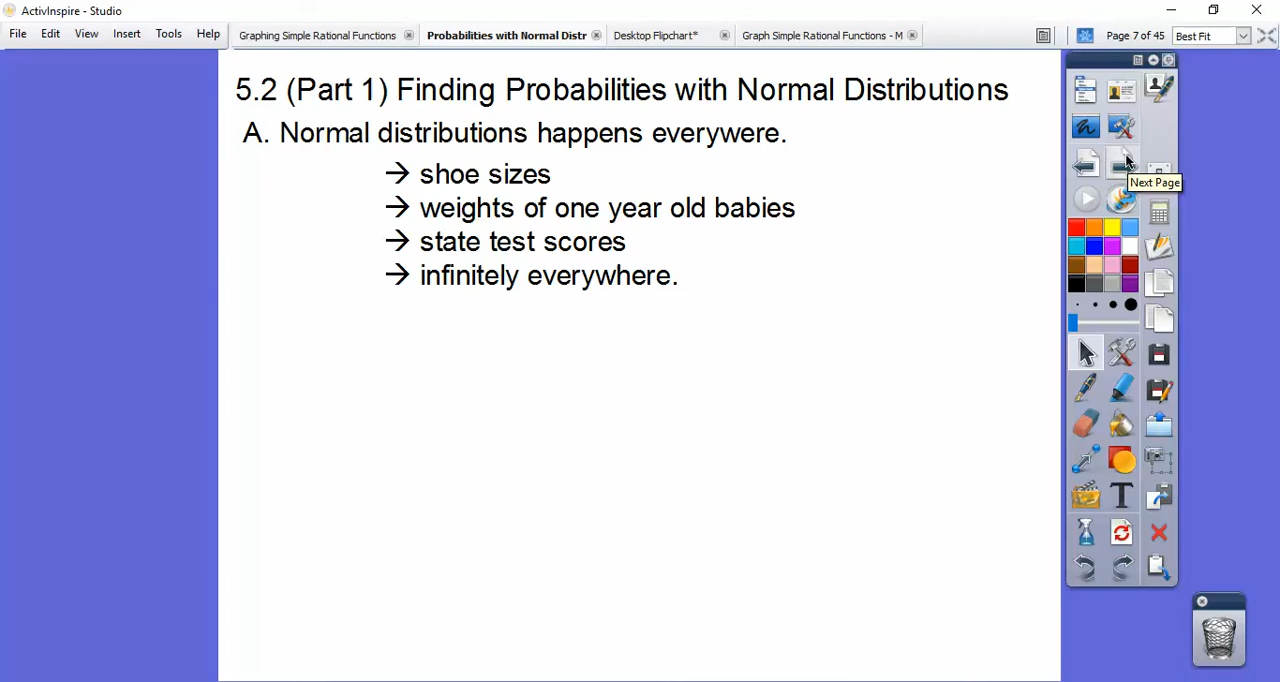 ActivInspire - Studio
File Edit View Insert Tools Help
Graphing Simple Rational Functions
Probabilities with Normal Distr
Desktop Flipchart*
Graph Simple Rational Functions - M
Page 7 of 45
Best Fit
5.2 (Part 1) Finding Probabilities with Normal Distributions
A. Normal distributions happens everywere.
→ shoe sizes
→ weights of one year old babies
→ state test scores
→ infinitely everywhere.
Next Page
T